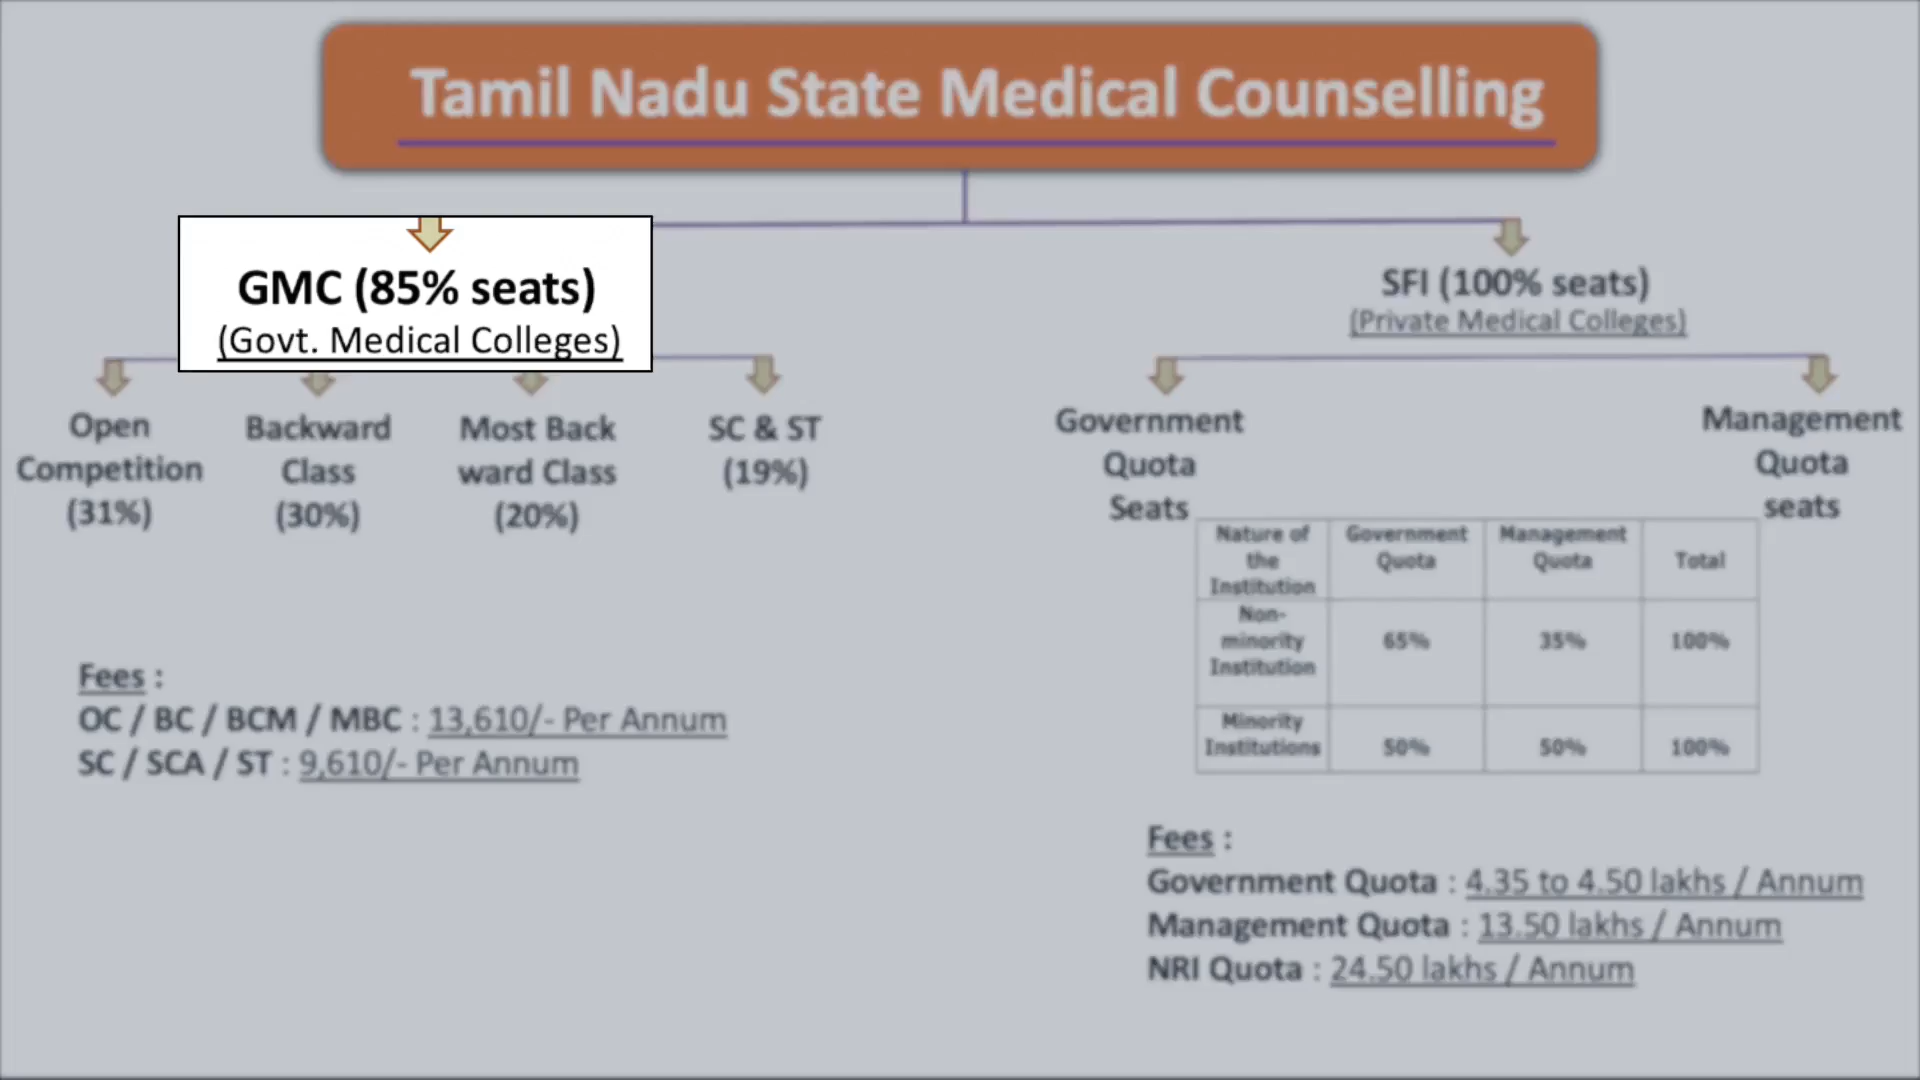 Tamil Nadu State Medical Counselling
GMC (85% seats)
(Govt. Medical Colleges)
SFI (100% seats)
(Private Medical Colleges)
Open
Competition
(31%)
Backward
Class
(30%)
Most Back
ward Class
(20%)
SC & ST
(19%)
Government
Quota
Seats
Management
Quota
seats
Nature of
the
Institution
Government
Quota
Management
Quota
Total
Non-
minority
Institution
65%
35%
100%
Minority
Institutions
50%
50%
100%
Fees :
OC / BC / BCM / MBC : 13,610/- Per Annum
SC / SCA / ST : 9,610/- Per Annum
Fees :
Government Quota : 4.35 to 4.50 lakhs / Annum
Management Quota : 13.50 lakhs / Annum
NRI Quota : 24.50 lakhs / Annum